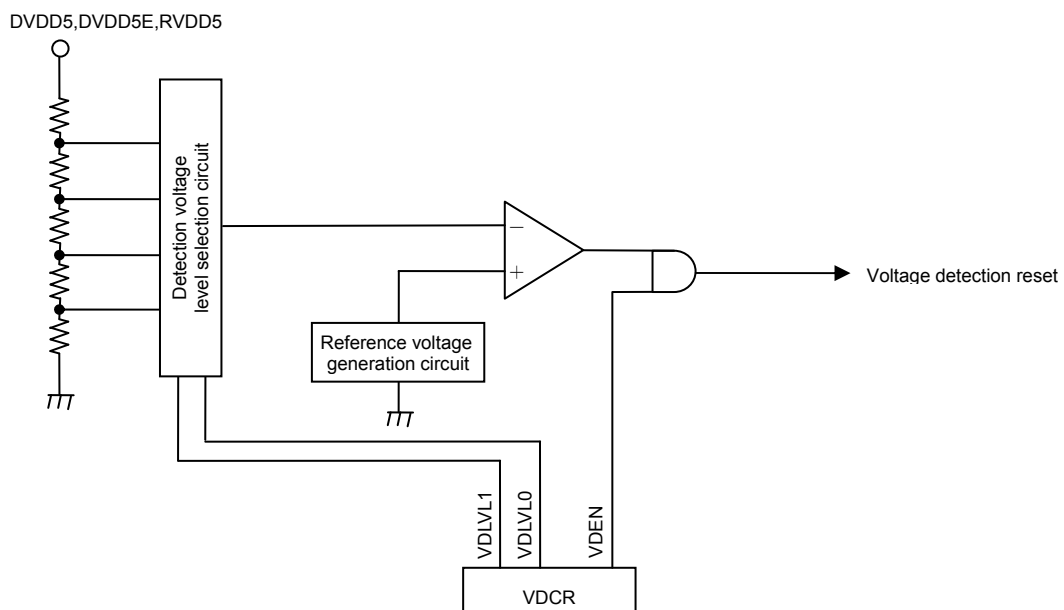 DVDD5,DVDD5E,RVDD5
Detection voltage
level selection circuit
−
+
Voltage detection reset
Reference voltage
generation circuit
VDLVL1
VDLVL0
VDEN
VDCR